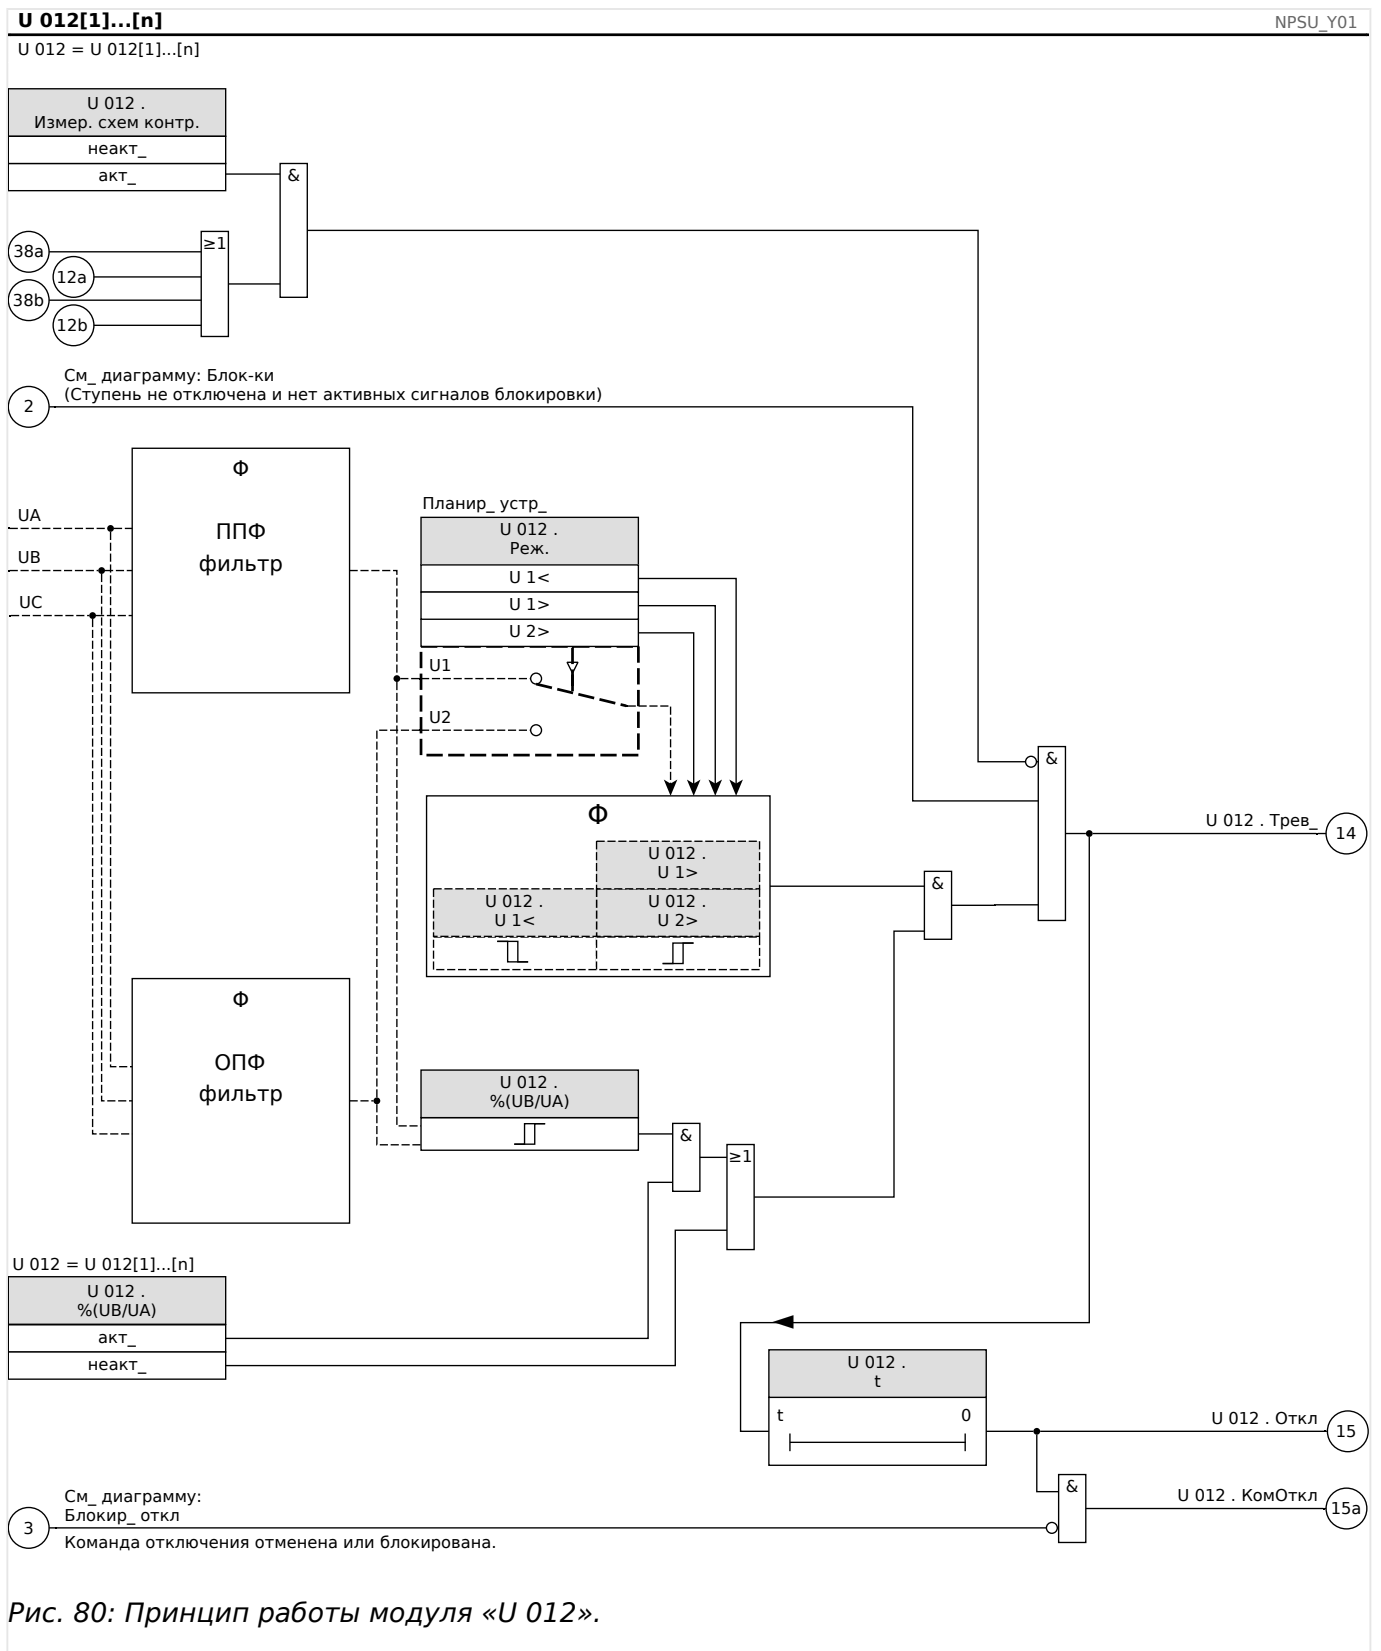 U 012[1]...[n]
NPSU_Y01
U 012 = U 012[1]...[n]
U 012 .
Измер. схем контр.
неакт_
акт_
&
38a
≥1
12a
38b
12b
См_ диаграмму: Блок-ки
(Ступень не отключена и нет активных сигналов блокировки)
2
Φ
ППФ
фильтр
UA
UB
UC
Планир_ устр_
U 012 .
Реж.
U 1<
U 1>
U 2>
U1
U2
Φ
U 012 .
U 1>
U 012 .
U 1<
U 012 .
U 2>
&
&
U 012 . Трев_
14
Φ
ОПФ
фильтр
U 012 .
%(UB/UA)
&
≥1
U 012 = U 012[1]...[n]
U 012 .
%(UB/UA)
акт_
неакт_
U 012 .
t
t
0
U 012 . Откл
15
&
U 012 . КомОткл
15a
См_ диаграмму:
Блокир_ откл
3
Команда отключения отменена или блокирована.
Рис. 80: Принцип работы модуля «U 012».